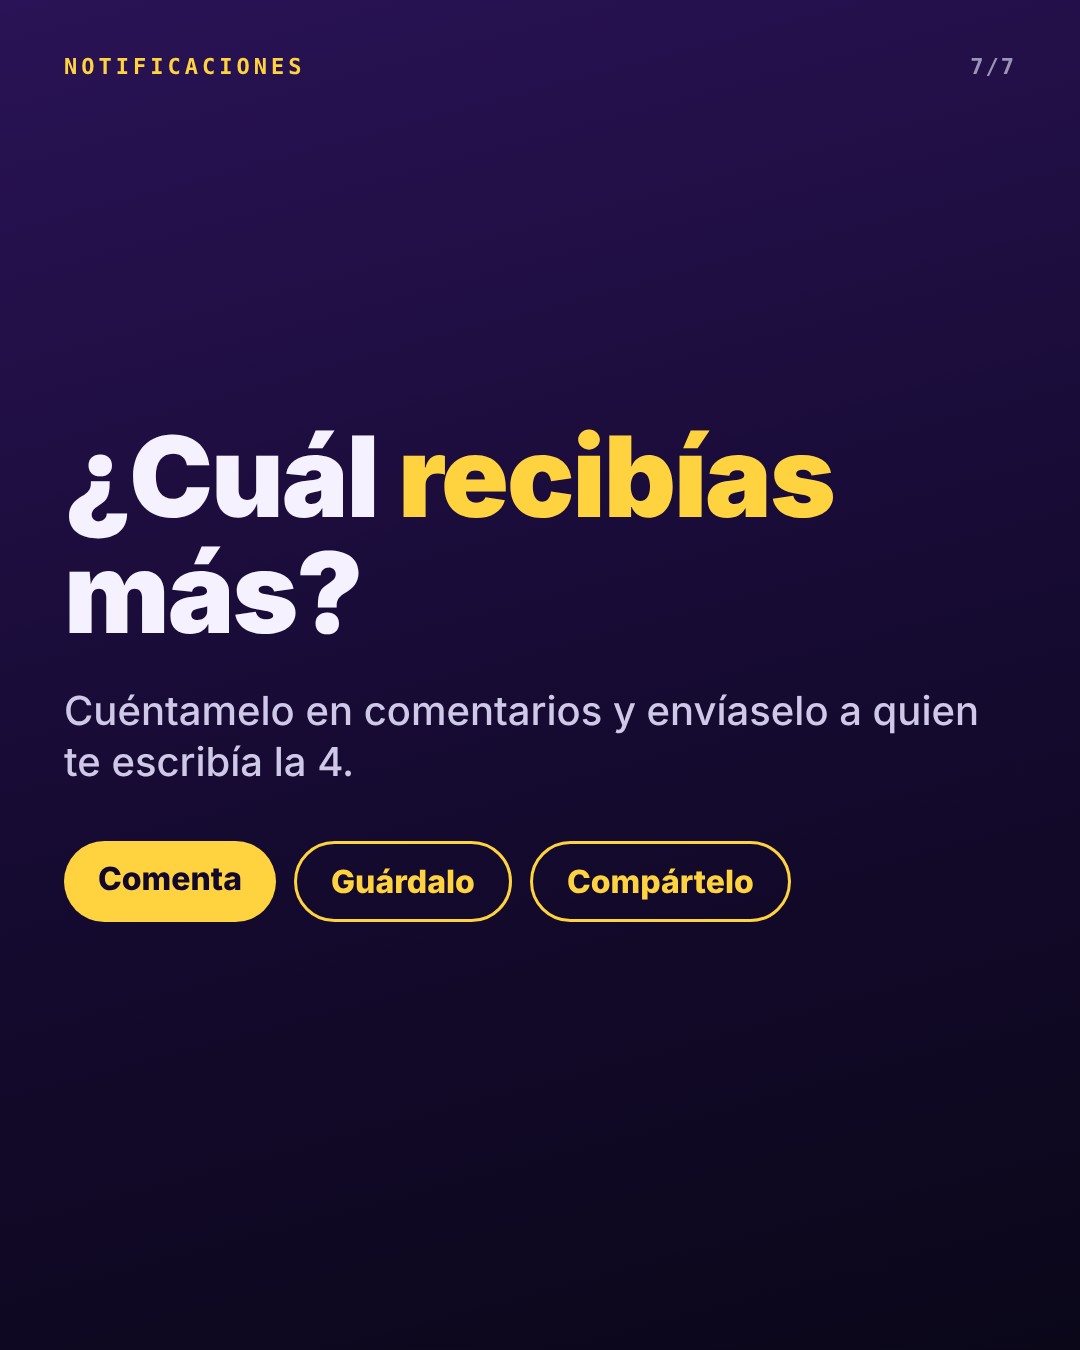 NOTIFICACIONES
7/7
¿Cuál recibías
más?
Cuéntamelo en comentarios y envíaselo a quien
te escribía la 4.
Comenta
Guárdalo
Compártelo